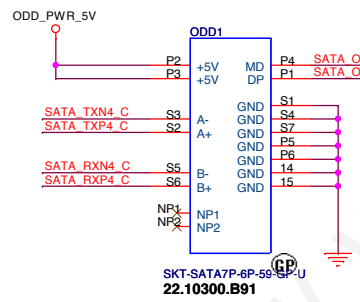 ODD_PWR_5V
ODD1
P2 +5V MD P4 SATA_O
P3 +5V DP P1 SATA_O
GND S1
SATA_TXN4_C S3 A- GND S4
SATA_TXP4_C S2 A+ GND S7
GND P5
GND P6
SATA_RXN4_C S5 B- GND 14
SATA_RXP4_C S6 B+ GND 15
NP1 NP1
NP2 NP2
GP
SKT-SATA7P-6P-59-GP-U
22.10300.B91